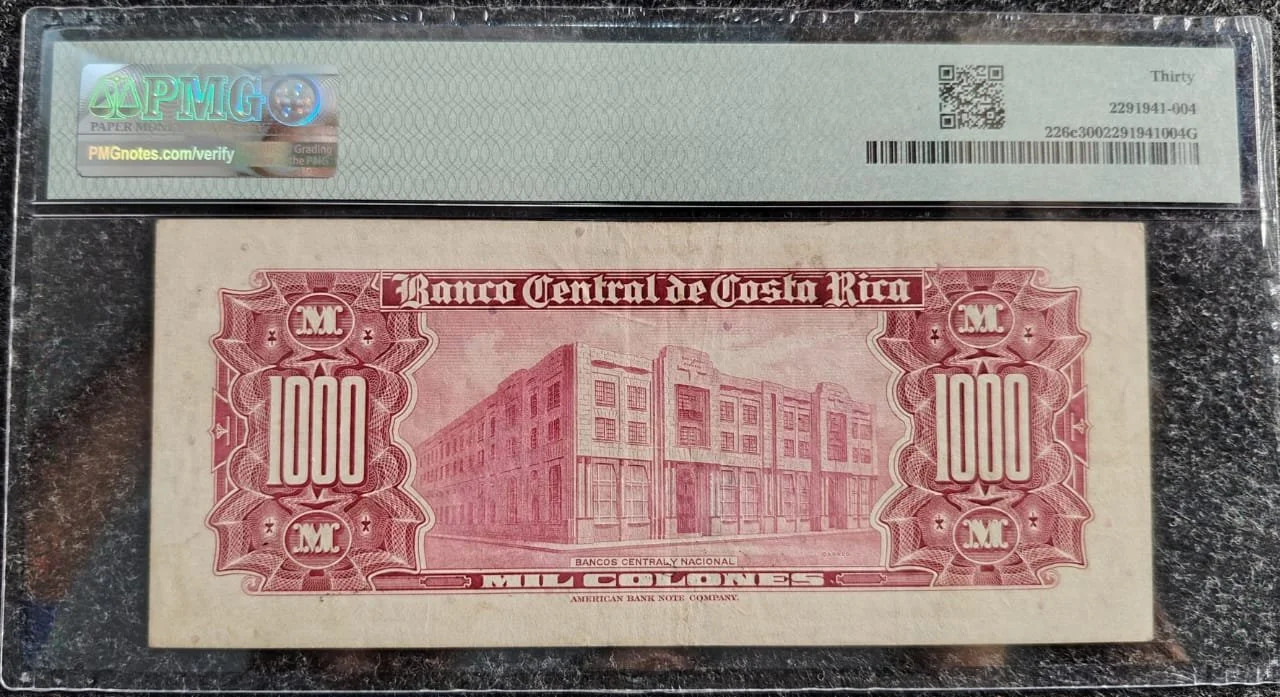 PMG
PAPER MONEY
PMGnotes.com/verify
Grading
the PMG
Thirty
2291941-004
226e3002291941004G
Banco Central de Costa Rica
M
M
1000
1000
M
M
BANCOS CENTRAL Y NACIONAL
MIL COLONES
AMERICAN BANK NOTE COMPANY.